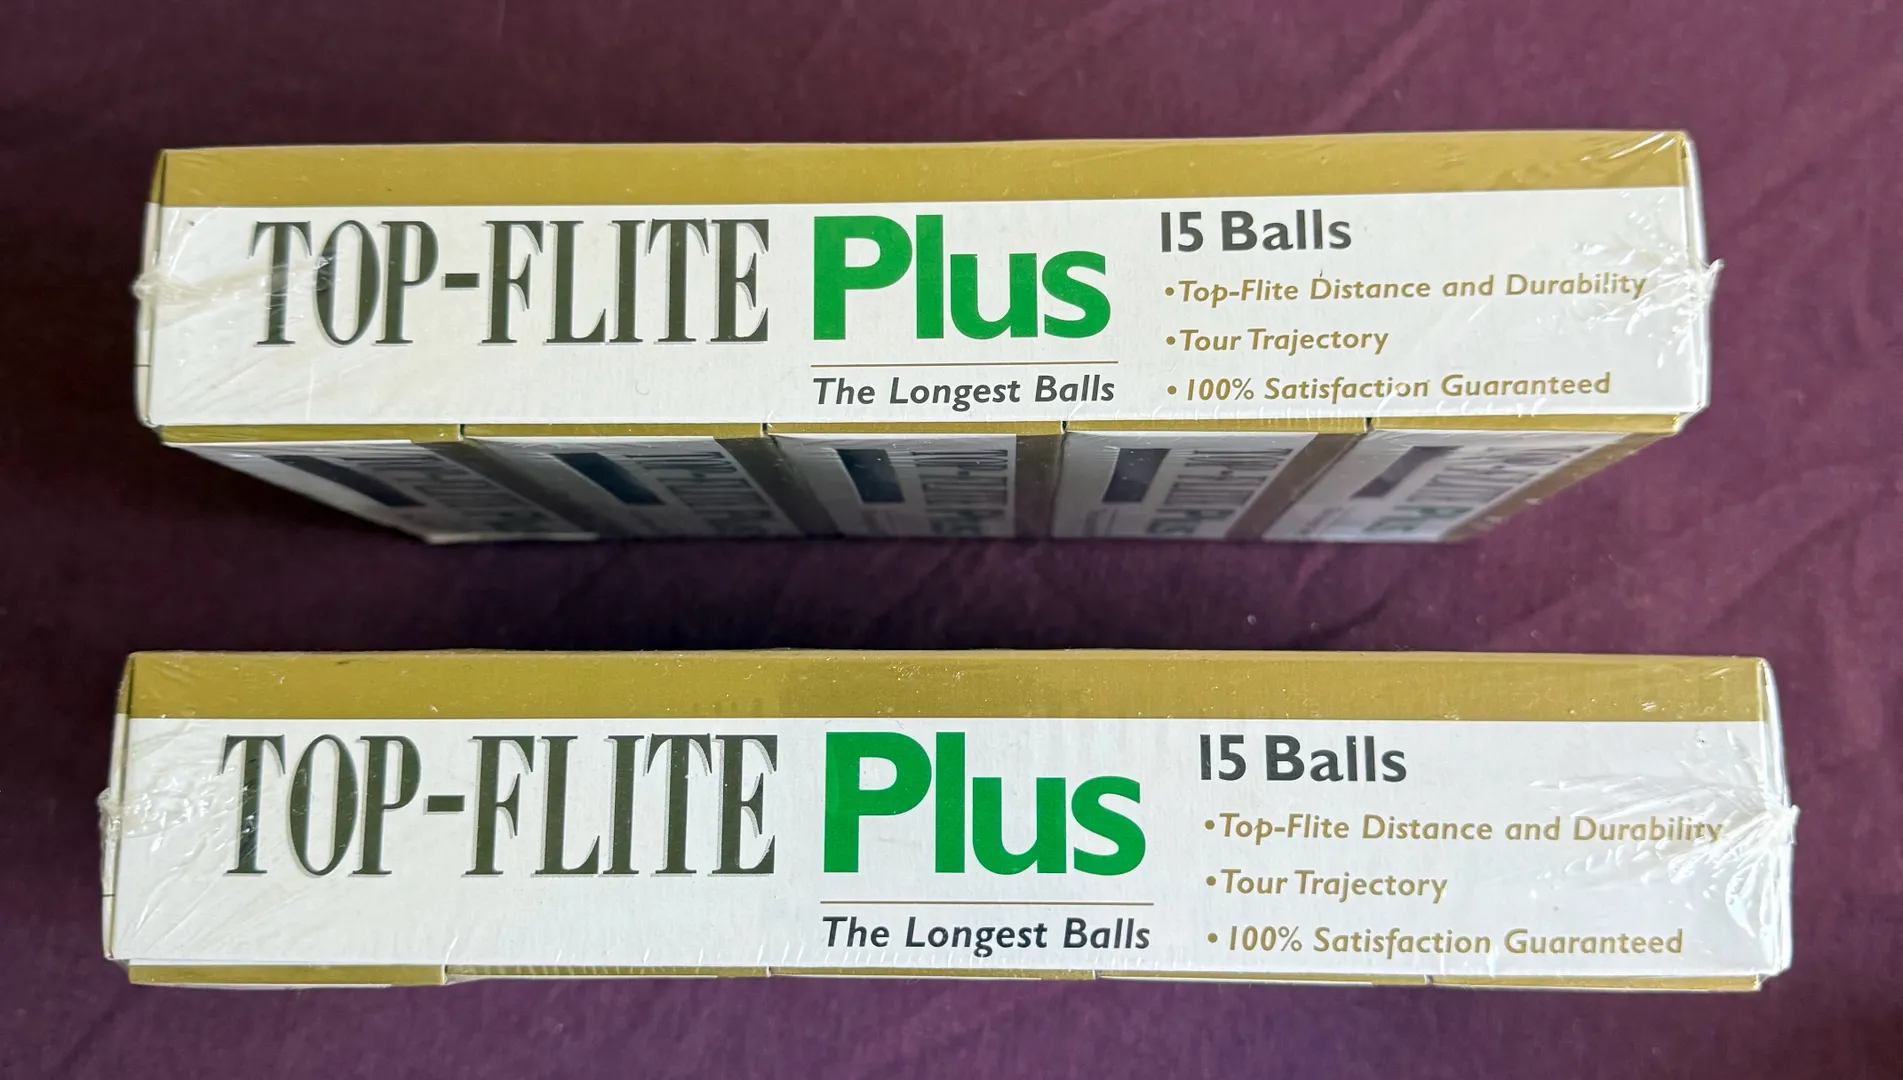 TOP-FLITE Plus
The Longest Balls
15 Balls
•Top-Flite Distance and Durability
•Tour Trajectory
•100% Satisfaction Guaranteed
TOP-FLITE Plus
The Longest Balls
15 Balls
•Top-Flite Distance and Durability
•Tour Trajectory
•100% Satisfaction Guaranteed